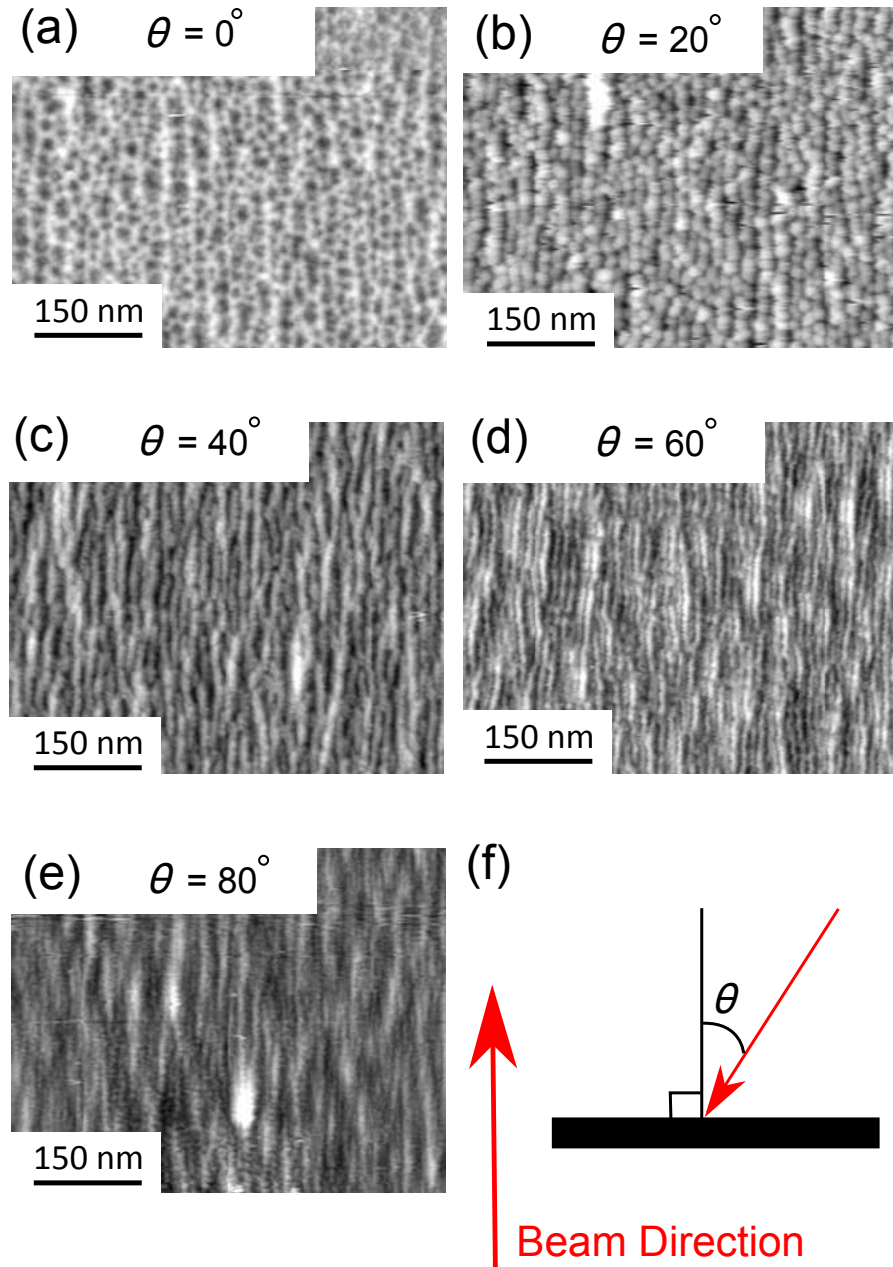 (a) θ = 0°
150 nm
(b) θ = 20°
150 nm
(c) θ = 40°
150 nm
(d) θ = 60°
150 nm
(e) θ = 80°
150 nm
(f)
θ
Beam Direction